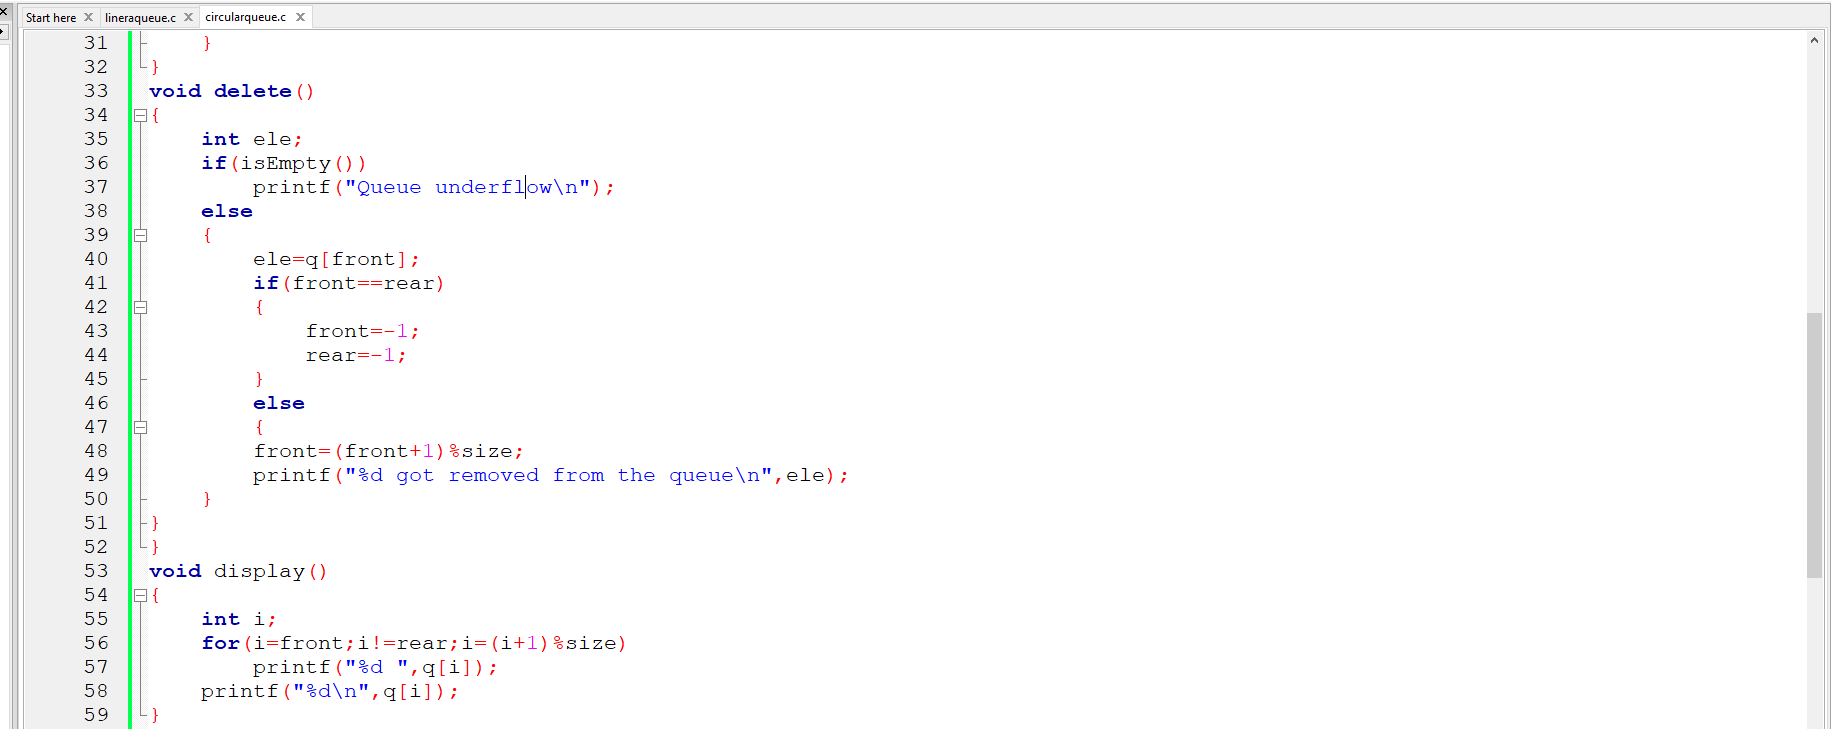 Start here lineraqueue.c circularqueue.c
31 }
32 }
33 void delete()
34 {
35 int ele;
36 if(isEmpty())
37 printf("Queue underflow\n");
38 else
39 {
40 ele=q[front];
41 if(front==rear)
42 {
43 front=-1;
44 rear=-1;
45 }
46 else
47 {
48 front=(front+1)%size;
49 printf("%d got removed from the queue\n",ele);
50 }
51 }
52 }
53 void display()
54 {
55 int i;
56 for(i=front;i!=rear;i=(i+1)%size)
57 printf("%d ",q[i]);
58 printf("%d\n",q[i]);
59 }